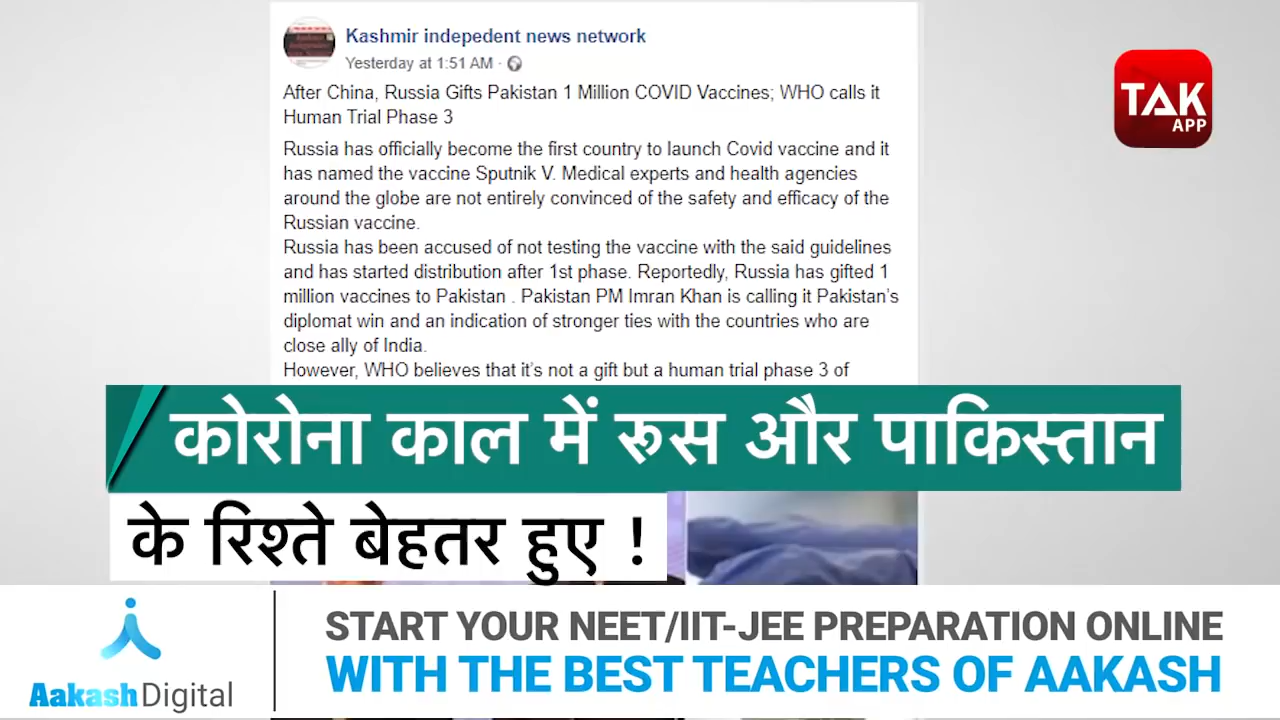 Kashmir indepedent news network
Yesterday at 1:51 AM ·
After China, Russia Gifts Pakistan 1 Million COVID Vaccines; WHO calls it
Human Trial Phase 3
Russia has officially become the first country to launch Covid vaccine and it
has named the vaccine Sputnik V. Medical experts and health agencies
around the globe are not entirely convinced of the safety and efficacy of the
Russian vaccine.
Russia has been accused of not testing the vaccine with the said guidelines
and has started distribution after 1st phase. Reportedly, Russia has gifted 1
million vaccines to Pakistan . Pakistan PM Imran Khan is calling it Pakistan's
diplomat win and an indication of stronger ties with the countries who are
close ally of India.
However, WHO believes that it's not a gift but a human trial phase 3 of
TAK
APP
कोरोना काल में रूस और पाकिस्तान
के रिश्ते बेहतर हुए !
Aakash Digital
START YOUR NEET/IIT-JEE PREPARATION ONLINE
WITH THE BEST TEACHERS OF AAKASH